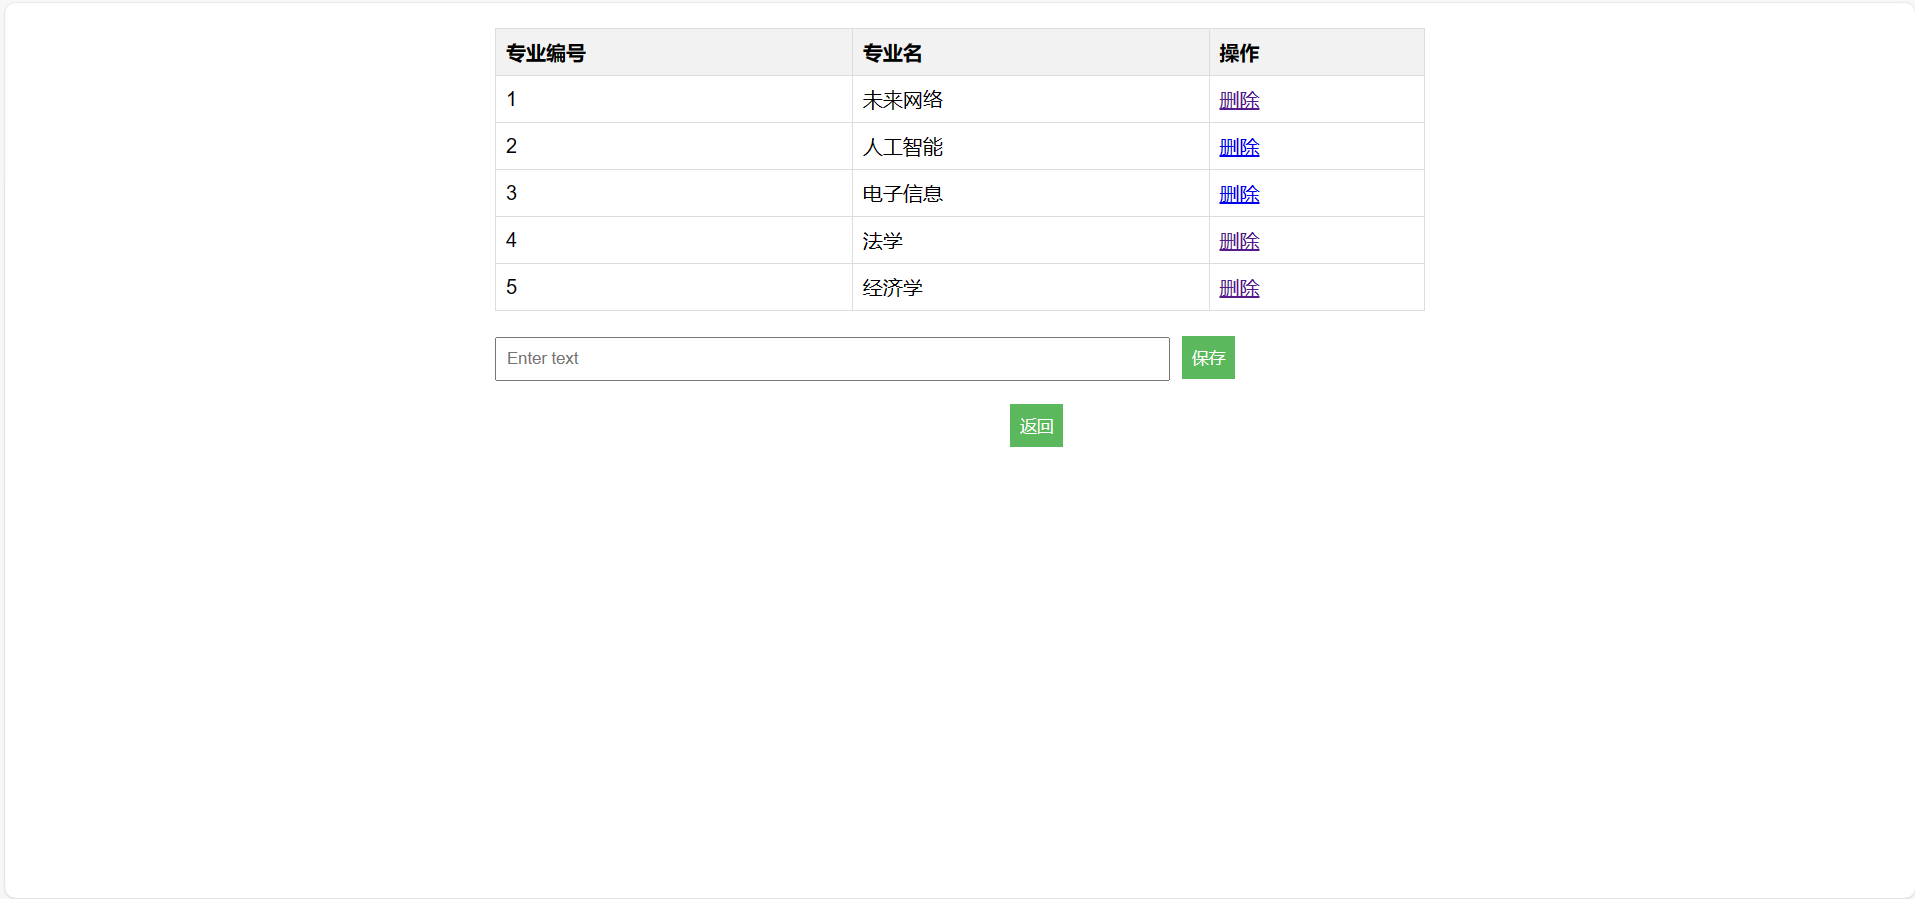 专业编号 专业名 操作
1 未来网络 删除
2 人工智能 删除
3 电子信息 删除
4 法学 删除
5 经济学 删除
Enter text 保存
返回